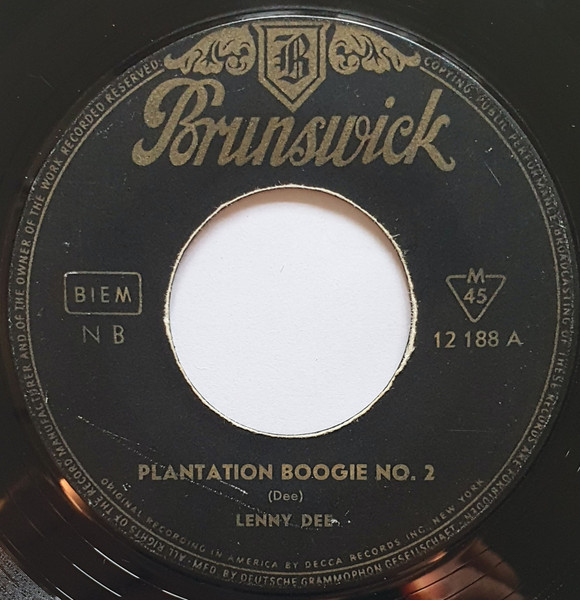 B
Brunswick
BIEM
NB
M
45
12 188 A
PLANTATION BOOGIE NO. 2
(Dee)
LENNY DEE
ORIGINAL RECORDING IN AMERICA BY DECCA RECORDS INC. NEW YORK
ALL RIGHTS OF THE RECORD MANUFACTURER AND OF THE OWNER OF THE WORK RECORDED RESERVED. COPYING, PUBLIC PERFORMANCE, BROADCASTING OF THESE RECORDS ARE FORBIDDEN
MFD. BY DEUTSCHE GRAMMOPHON GESELLSCHAFT